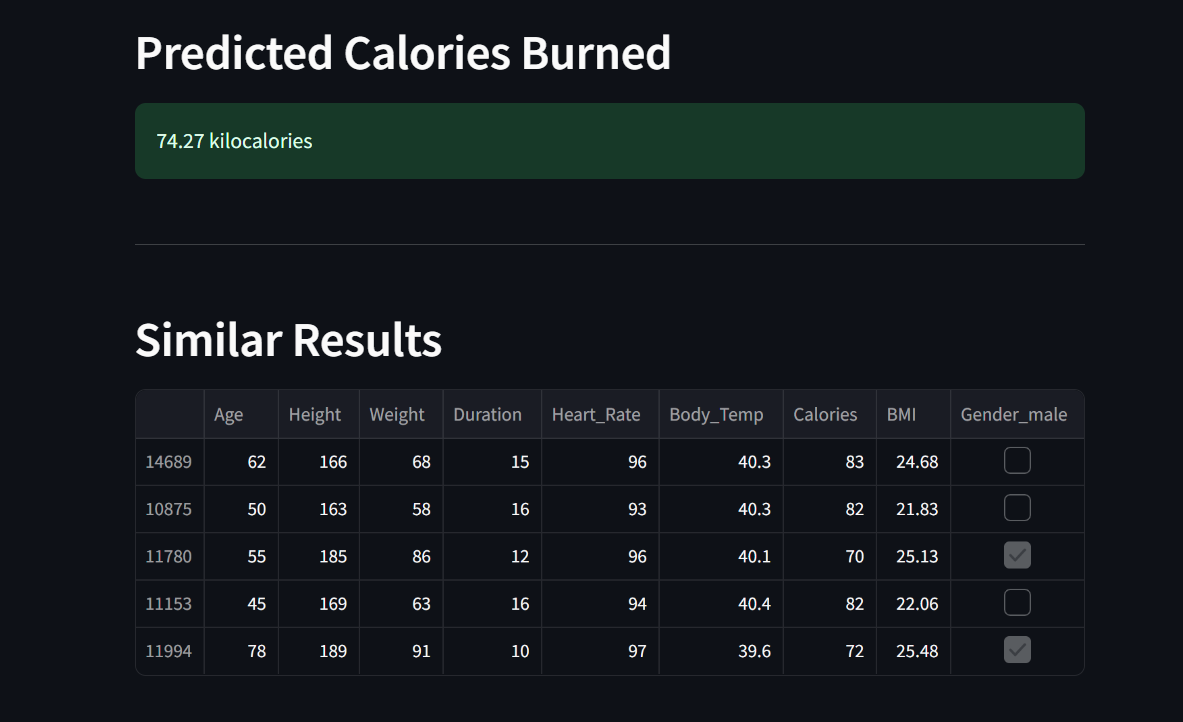 Predicted Calories Burned
74.27 kilocalories
Similar Results
Age Height Weight Duration Heart_Rate Body_Temp Calories BMI Gender_male
14689 62 166 68 15 96 40.3 83 24.68
10875 50 163 58 16 93 40.3 82 21.83
11780 55 185 86 12 96 40.1 70 25.13
11153 45 169 63 16 94 40.4 82 22.06
11994 78 189 91 10 97 39.6 72 25.48